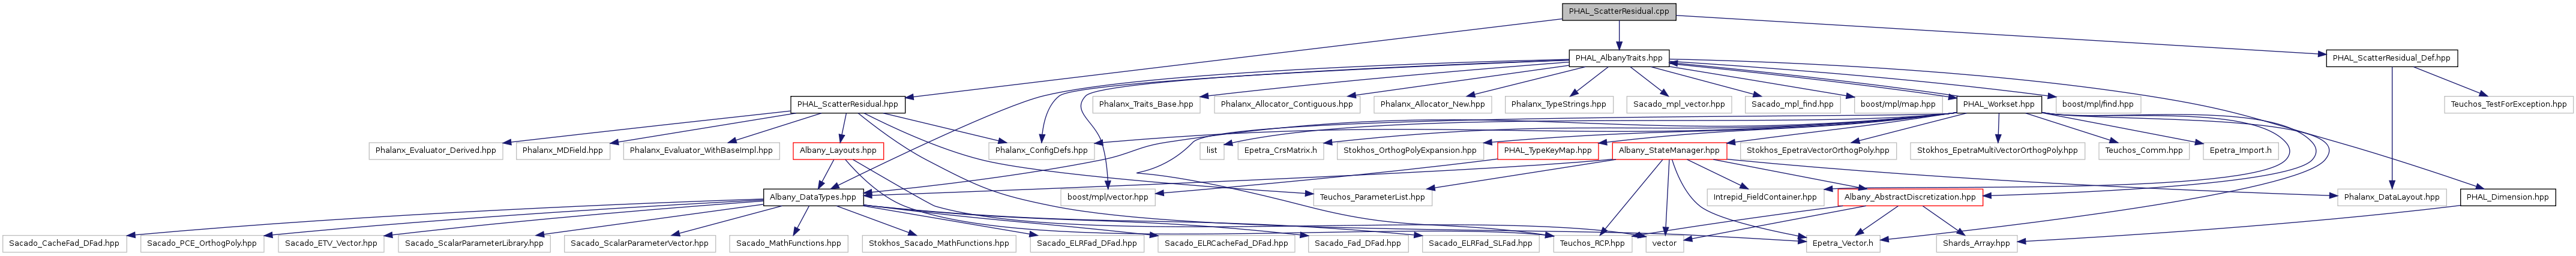 PHAL_ScatterResidual.cpp
PHAL_AlbanyTraits.hpp
PHAL_ScatterResidual_Def.hpp
PHAL_ScatterResidual.hpp
Phalanx_Traits_Base.hpp
Phalanx_Allocator_Contiguous.hpp
Phalanx_Allocator_New.hpp
Phalanx_TypeStrings.hpp
Sacado_mpl_vector.hpp
Sacado_mpl_find.hpp
boost/mpl/map.hpp
PHAL_Workset.hpp
boost/mpl/find.hpp
Teuchos_TestForException.hpp
Phalanx_Evaluator_Derived.hpp
Phalanx_MDField.hpp
Phalanx_Evaluator_WithBaseImpl.hpp
Albany_Layouts.hpp
Phalanx_ConfigDefs.hpp
list
Epetra_CrsMatrix.h
Stokhos_OrthogPolyExpansion.hpp
PHAL_TypeKeyMap.hpp
Albany_StateManager.hpp
Stokhos_EpetraVectorOrthogPoly.hpp
Stokhos_EpetraMultiVectorOrthogPoly.hpp
Teuchos_Comm.hpp
Epetra_Import.h
Albany_DataTypes.hpp
boost/mpl/vector.hpp
Teuchos_ParameterList.hpp
Intrepid_FieldContainer.hpp
Albany_AbstractDiscretization.hpp
Phalanx_DataLayout.hpp
PHAL_Dimension.hpp
Sacado_CacheFad_DFad.hpp
Sacado_PCE_OrthogPoly.hpp
Sacado_ETV_Vector.hpp
Sacado_ScalarParameterLibrary.hpp
Sacado_ScalarParameterVector.hpp
Sacado_MathFunctions.hpp
Stokhos_Sacado_MathFunctions.hpp
Sacado_ELRFad_DFad.hpp
Sacado_ELRCacheFad_DFad.hpp
Sacado_Fad_DFad.hpp
Sacado_ELRFad_SLFad.hpp
Teuchos_RCP.hpp
vector
Epetra_Vector.h
Shards_Array.hpp